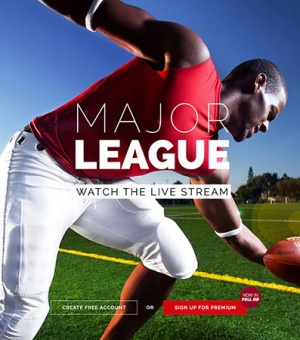 MAJOR
LEAGUE
WATCH THE LIVE STREAM
NOW IN
FULL HD
CREATE FREE ACCOUNT
OR
SIGN UP FOR PREMIUM